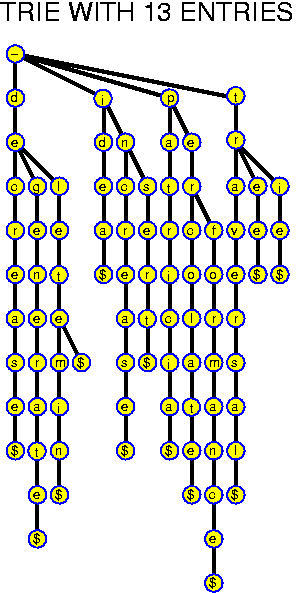 TRIE WITH 13 ENTRIES
–
d i p t
e d n a e r
c g l e c s t r a e i
r e e a r e r c f v e e
e n t $ e r i o o e $ $
a e e a t c l r r
s r m $ s $ i a m s
e a i e a t a a
$ t n $ $ e n l
e $ $ c $
$ e
$